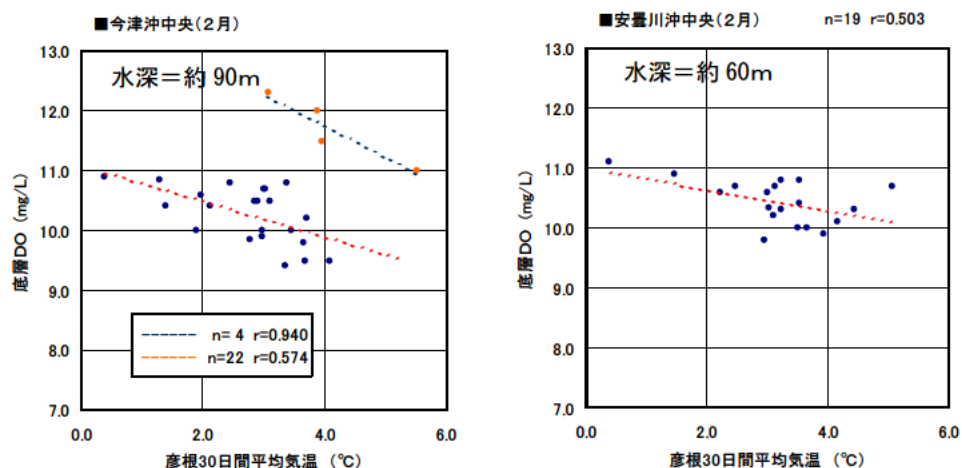 ■今津沖中央(2月)
水深=約 90m
13.0
12.0
11.0
10.0
9.0
8.0
7.0
底層DO (mg/L)
n= 4 r=0.940
n=22 r=0.574
0.0 2.0 4.0 6.0
彦根30日間平均気温 (℃)
■安曇川沖中央(2月) n=19 r=0.503
水深=約 60m
13.0
12.0
11.0
10.0
9.0
8.0
7.0
底層DO (mg/L)
0.0 2.0 4.0 6.0
彦根30日間平均気温 (℃)